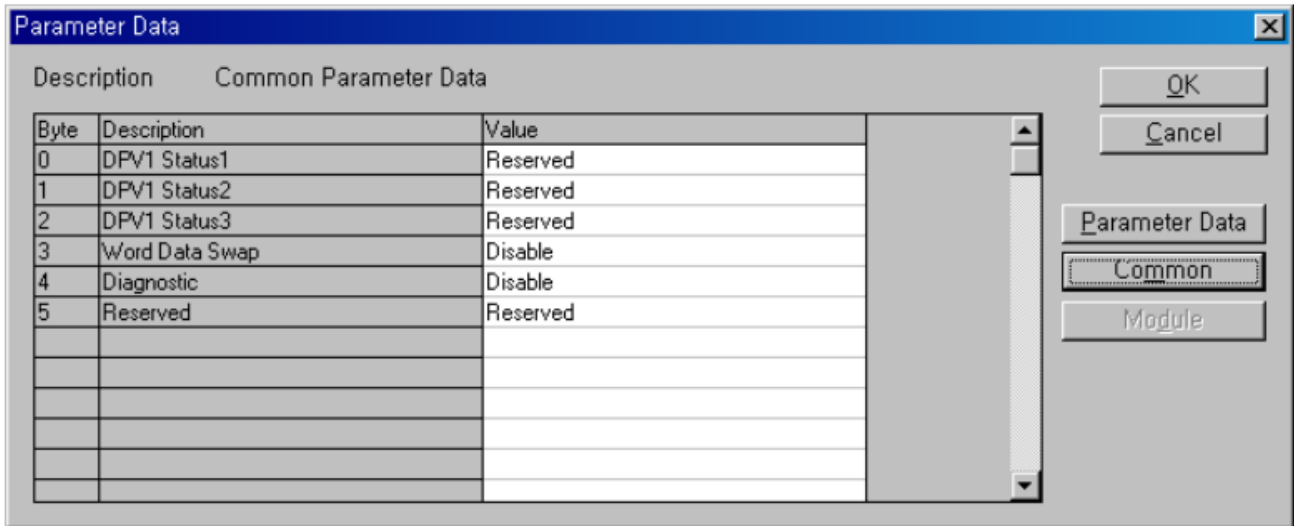 Parameter Data
Description Common Parameter Data
OK
Cancel
Byte Description Value
0 DPV1 Status1 Reserved
1 DPV1 Status2 Reserved
2 DPV1 Status3 Reserved
3 Word Data Swap Disable
4 Diagnostic Disable
5 Reserved Reserved
Parameter Data
Common
Module